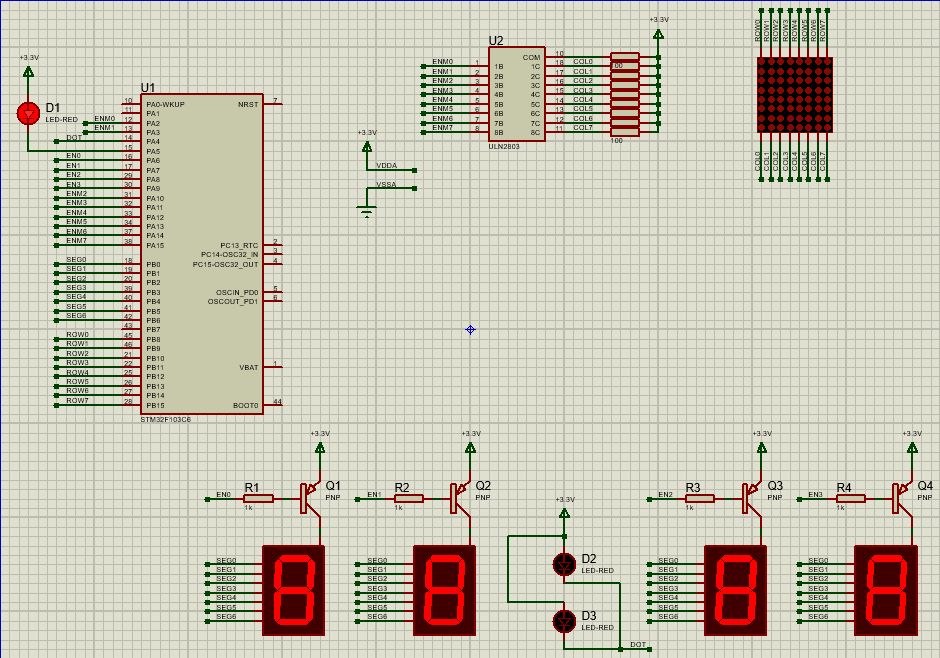 +3.3V
D1
LED-RED
U1
10 PA0-WKUP NRST 7
11 PA1
ENM0 12 PA2
ENM1 13 PA3
DOT 14 PA4
15 PA5
EN0 16 PA6
EN1 17 PA7
EN2 29 PA8
EN3 30 PA9
ENM2 31 PA10
ENM3 32 PA11
ENM4 33 PA12
ENM5 34 PA13
ENM6 37 PA14
ENM7 38 PA15
PC13_RTC 2
PC14-OSC32_IN 3
PC15-OSC32_OUT 4
SEG0 18 PB0
SEG1 19 PB1
SEG2 20 PB2
SEG3 39 PB3
SEG4 40 PB4
SEG5 41 PB5
SEG6 42 PB6
43 PB7
OSCIN_PD0 5
OSCOUT_PD1 6
ROW0 45 PB8
ROW1 46 PB9
ROW2 21 PB10
ROW3 22 PB11 VBAT 1
ROW4 25 PB12
ROW5 26 PB13
ROW6 27 PB14
ROW7 28 PB15 BOOT0 44
STM32F103C6
+3.3V
VDDA
VSSA
U2
+3.3V
COM 10
ENM0 1 1B 1C 18 COL0
ENM1 2 2B 2C 17 COL1
ENM2 3 3B 3C 16 COL2
ENM3 4 4B 4C 15 COL3
ENM4 5 5B 5C 14 COL4
ENM5 6 6B 6C 13 COL5
ENM6 7 7B 7C 12 COL6
ENM7 8 8B 8C 11 COL7
ULN2803
100
ROW0 ROW1 ROW2 ROW3 ROW4 ROW5 ROW6 ROW7
COL0 COL1 COL2 COL3 COL4 COL5 COL6 COL7
+3.3V
EN0
R1
1k
Q1
PNP
SEG0
SEG1
SEG2
SEG3
SEG4
SEG5
SEG6
8
+3.3V
EN1
R2
1k
Q2
PNP
SEG0
SEG1
SEG2
SEG3
SEG4
SEG5
SEG6
8
+3.3V
D2
LED-RED
D3
LED-RED
DOT
+3.3V
EN2
R3
1k
Q3
PNP
SEG0
SEG1
SEG2
SEG3
SEG4
SEG5
SEG6
8
+3.3V
EN3
R4
1k
Q4
PNP
SEG0
SEG1
SEG2
SEG3
SEG4
SEG5
SEG6
8